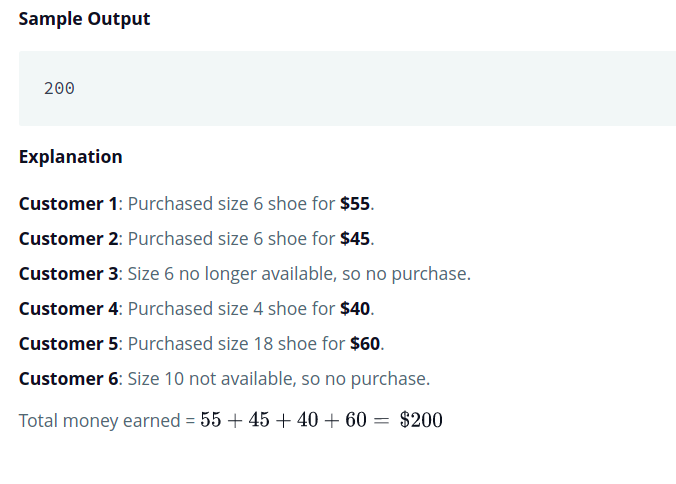 Sample Output
200
Explanation
Customer 1: Purchased size 6 shoe for $55.
Customer 2: Purchased size 6 shoe for $45.
Customer 3: Size 6 no longer available, so no purchase.
Customer 4: Purchased size 4 shoe for $40.
Customer 5: Purchased size 18 shoe for $60.
Customer 6: Size 10 not available, so no purchase.
Total money earned = 55 + 45 + 40 + 60 = $200